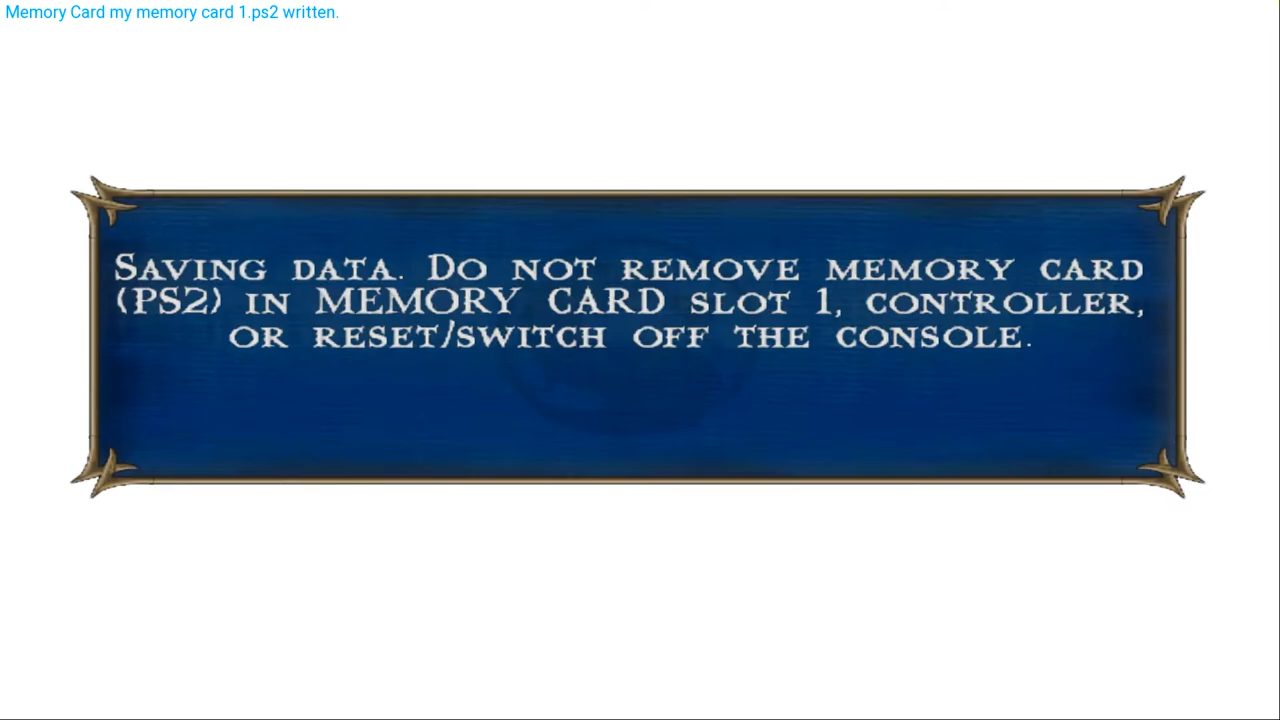 Memory Card my memory card 1.ps2 written.
Saving data. Do not remove memory card
(PS2) in MEMORY CARD slot 1, controller,
or reset/switch off the console.